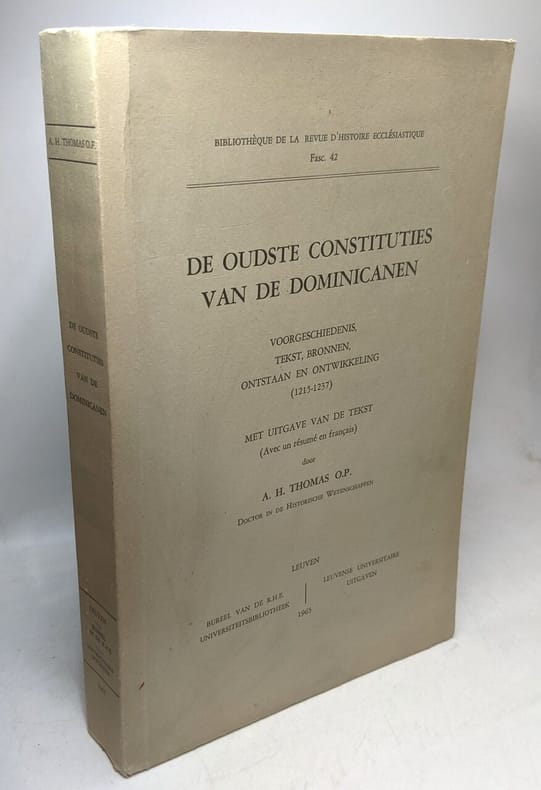 BIBLIOTHÈQUE DE LA REVUE D'HISTOIRE ECCLÉSIASTIQUE
Fasc. 42
DE OUDSTE CONSTITUTIES
VAN DE DOMINICANEN
VOORGESCHIEDENIS,
TEKST, BRONNEN,
ONTSTAAN EN ONTWIKKELING
(1215-1237)
MET UITGAVE VAN DE TEKST
(Avec un résumé en français)
door
A. H. THOMAS O.P.
DOCTOR IN DE HISTORISCHE WETENSCHAPPEN
LEUVEN
BUREEL VAN DE R.H.E.
UNIVERSITEITSBIBLIOTHEEK
LEUVENSE UNIVERSITAIRE
UITGAVEN
1965
A. H. THOMAS O.P.
DE OUDSTE
CONSTITUTIES
VAN DE
DOMINICANEN
LEUVEN
BUREEL